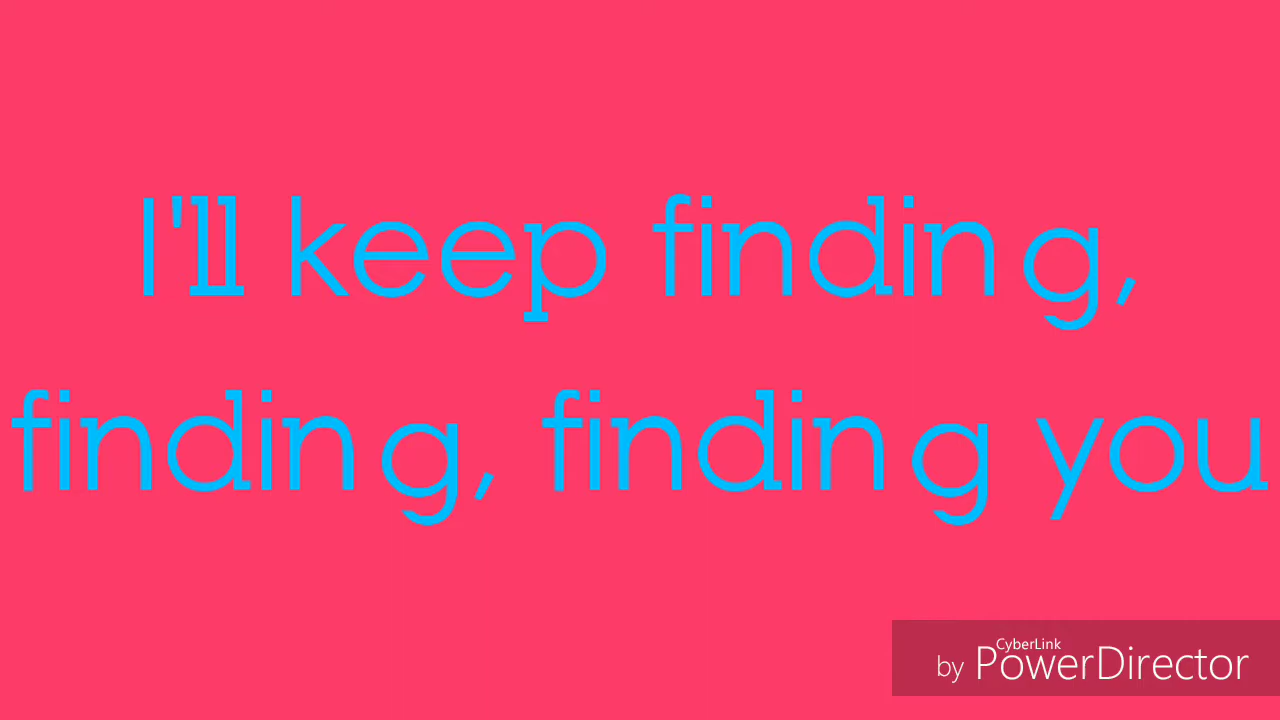 I'll keep finding,
finding, finding you
CyberLink
by PowerDirector